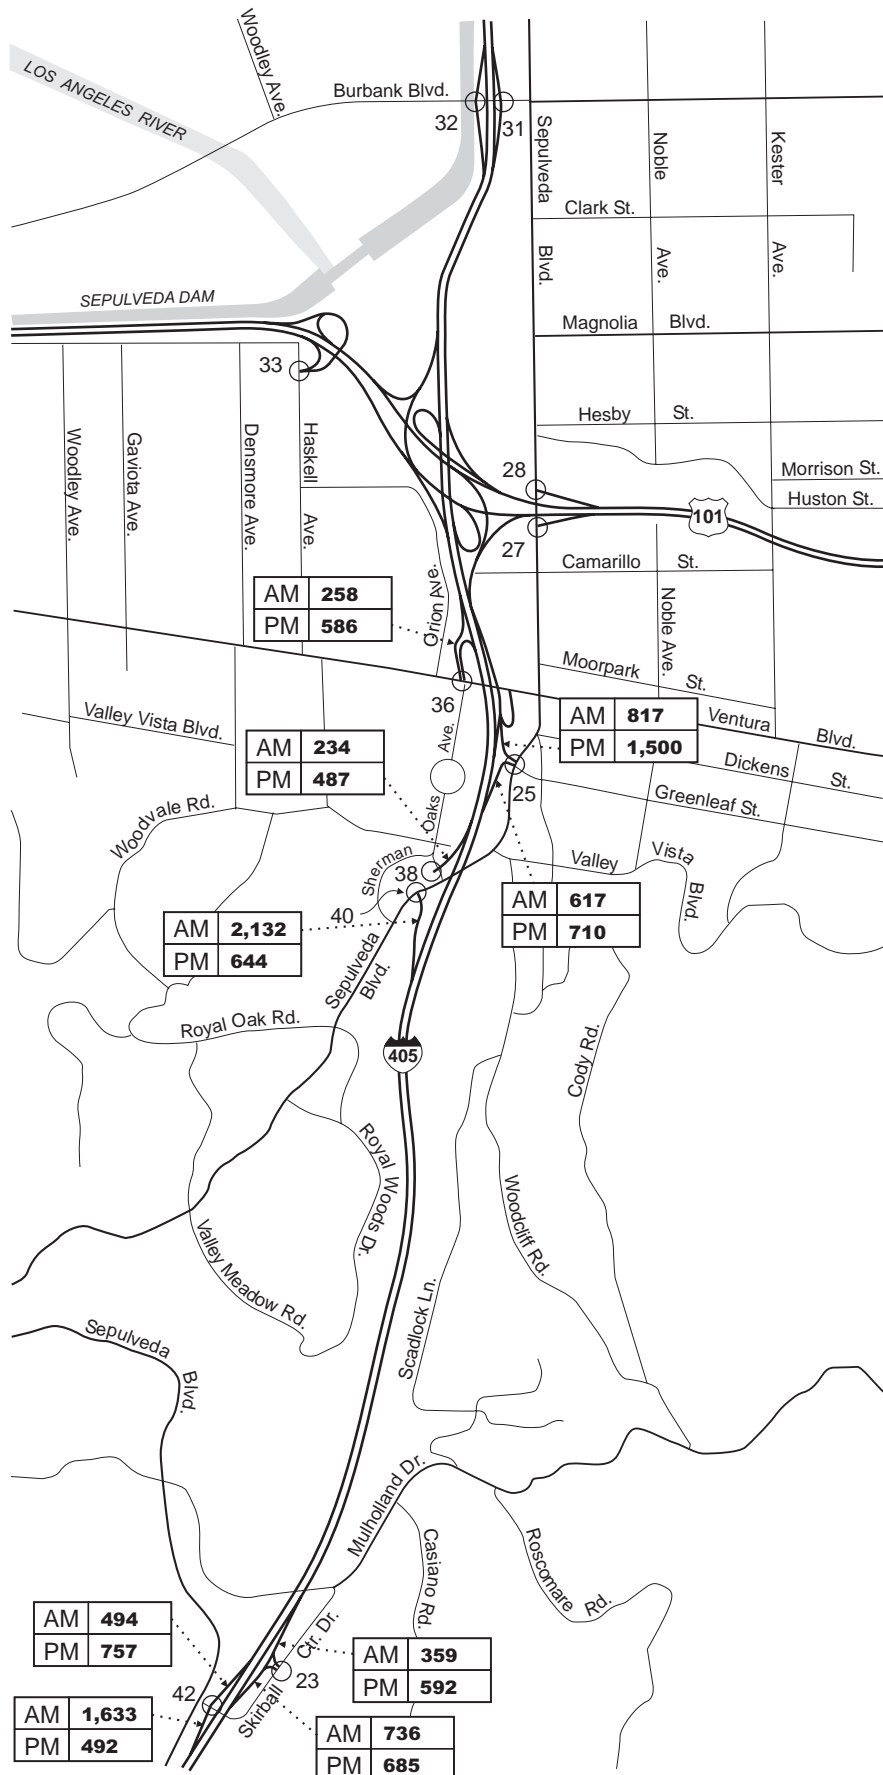 Woodley Ave.
LOS ANGELES RIVER
Burbank Blvd.
32
31
Sepulveda
Blvd.
Noble
Ave.
Kester
Ave.
Clark St.
SEPULVEDA DAM
Magnolia Blvd.
33
Hesby St.
Woodley Ave.
Gaviota Ave.
Densmore Ave.
Haskell
Ave.
28
Morrison St.
Huston St.
101
27
Camarillo St.
Orion Ave.
Noble Ave.
AM 258
PM 586
Moorpark St.
36
Valley Vista Blvd.
AM 817
PM 1,500
Ventura Blvd.
AM 234
PM 487
Sherman Oaks Ave.
25
Dickens St.
Greenleaf St.
Woodvale Rd.
Valley Vista Blvd.
38
40
AM 617
PM 710
AM 2,132
PM 644
Sepulveda
Blvd.
Royal Oak Rd.
405
Cody Rd.
Royal Woods Dr.
Woodcliff Rd.
Valley Meadow Rd.
Scadlock Ln.
Sepulveda
Blvd.
Mulholland Dr.
Casiano Rd.
Roscomare Rd.
AM 494
PM 757
Skirball Ctr. Dr.
AM 359
PM 592
42
23
AM 1,633
PM 492
AM 736
PM 685